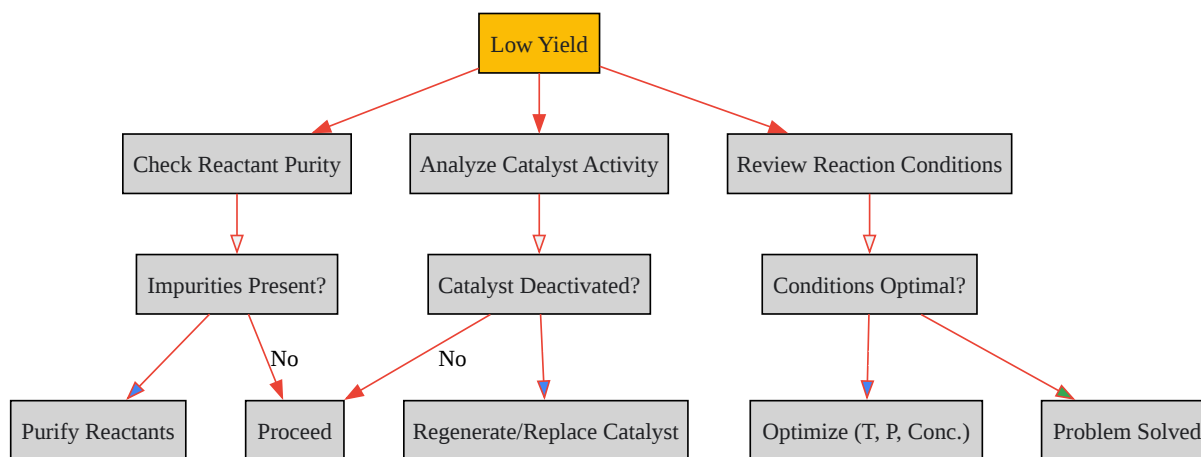 Low Yield
Check Reactant Purity
Analyze Catalyst Activity
Review Reaction Conditions
Impurities Present?
Catalyst Deactivated?
Conditions Optimal?
No
No
Purify Reactants
Proceed
Regenerate/Replace Catalyst
Optimize (T, P, Conc.)
Problem Solved